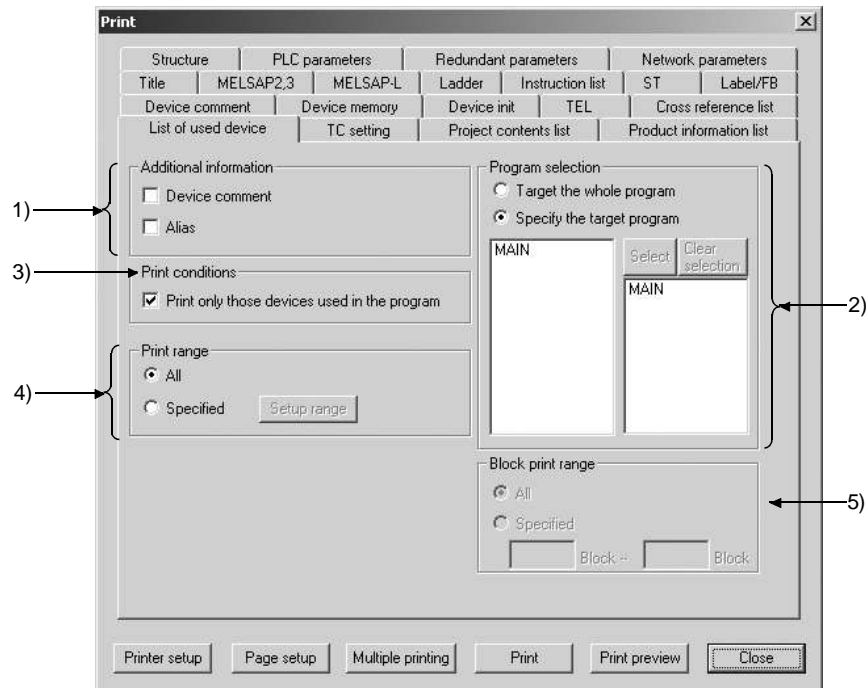 Print
Structure PLC parameters Redundant parameters Network parameters
Title MELSAP2,3 MELSAP-L Ladder Instruction list ST Label/FB
Device comment Device memory Device init TEL Cross reference list
List of used device TC setting Project contents list Product information list
Additional information
1)
Device comment
Alias
3)
Print conditions
Print only those devices used in the program
Print range
4)
All
Specified Setup range
Program selection
Target the whole program
Specify the target program
MAIN
Select
Clear
selection
MAIN
2)
Block print range
All
5)
Specified
Block -- Block
Printer setup Page setup Multiple printing Print Print preview Close